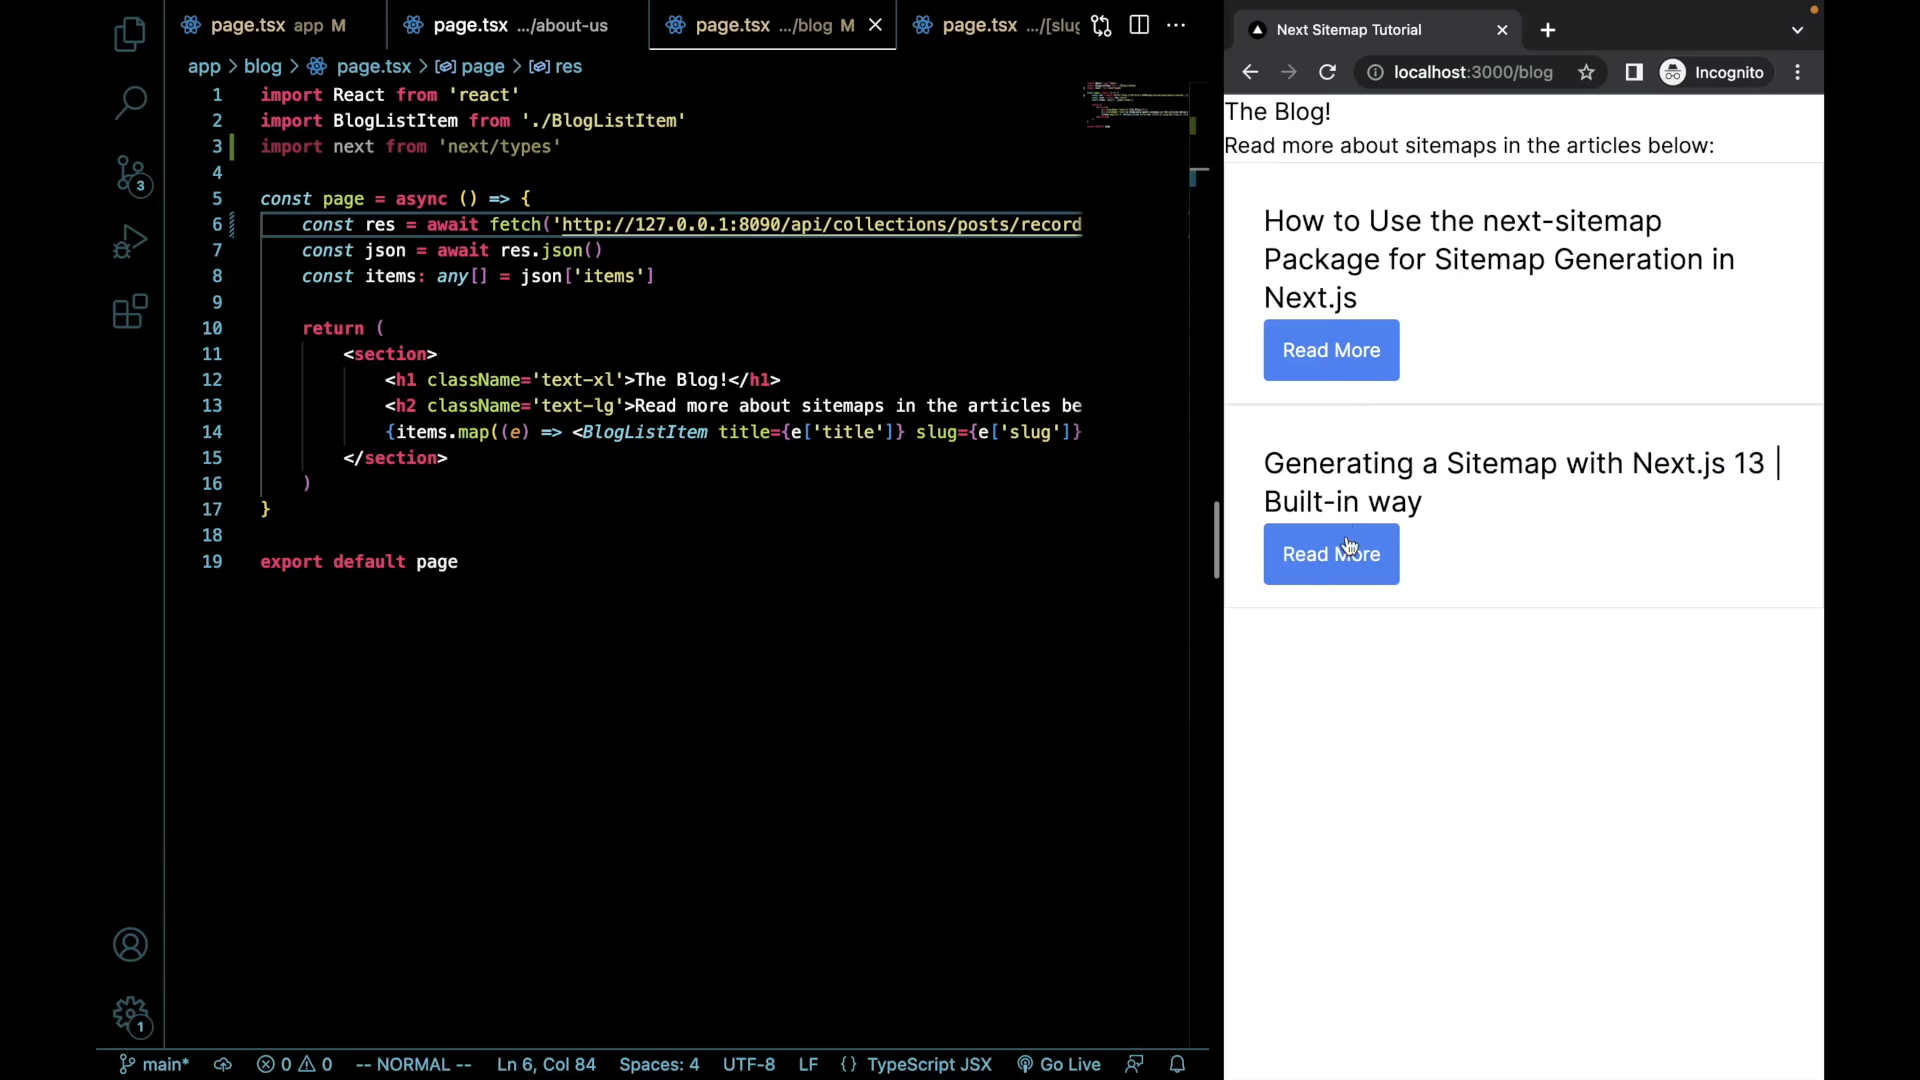 page.tsx app M
page.tsx .../about-us
page.tsx .../blog M
page.tsx .../[slug
app > blog > page.tsx > page > res
1 import React from 'react'
2 import BlogListItem from './BlogListItem'
3 import next from 'next/types'
4
5 const page = async () => {
6 const res = await fetch('http://127.0.0.1:8090/api/collections/posts/record
7 const json = await res.json()
8 const items: any[] = json['items']
9
10 return (
11 <section>
12 <h1 className='text-xl'>The Blog!</h1>
13 <h2 className='text-lg'>Read more about sitemaps in the articles be
14 {items.map((e) => <BlogListItem title={e['title']} slug={e['slug']}
15 </section>
16 )
17 }
18
19 export default page
3
1
main* 0 0 -- NORMAL -- Ln 6, Col 84 Spaces: 4 UTF-8 LF {} TypeScript JSX Go Live
Next Sitemap Tutorial
localhost:3000/blog
Incognito
The Blog!
Read more about sitemaps in the articles below:
How to Use the next-sitemap
Package for Sitemap Generation in
Next.js
Read More
Generating a Sitemap with Next.js 13 |
Built-in way
Read More